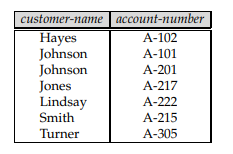 customer-name account-number
Hayes A-102
Johnson A-101
Johnson A-201
Jones A-217
Lindsay A-222
Smith A-215
Turner A-305